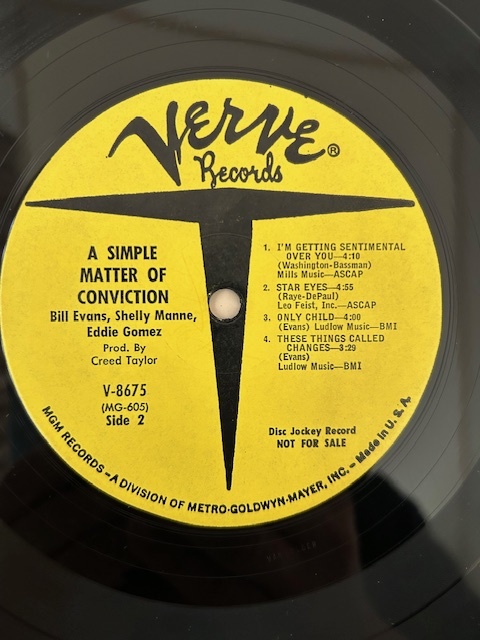 VERVE®
Records
A SIMPLE
MATTER OF
CONVICTION
Bill Evans, Shelly Manne,
Eddie Gomez
Prod. By
Creed Taylor
V-8675
(MG-605)
Side 2
1. I'M GETTING SENTIMENTAL
OVER YOU—4:10
(Washington-Bassman)
Mills Music—ASCAP
2. STAR EYES—4:55
(Raye-DePaul)
Leo Feist, Inc.—ASCAP
3. ONLY CHILD—4:00
(Evans) Ludlow Music—BMI
4. THESE THINGS CALLED
CHANGES—3:29
(Evans)
Ludlow Music—BMI
Disc Jockey Record
NOT FOR SALE
MGM RECORDS—A DIVISION OF METRO-GOLDWYN-MAYER, INC.—Made in U. S. A.